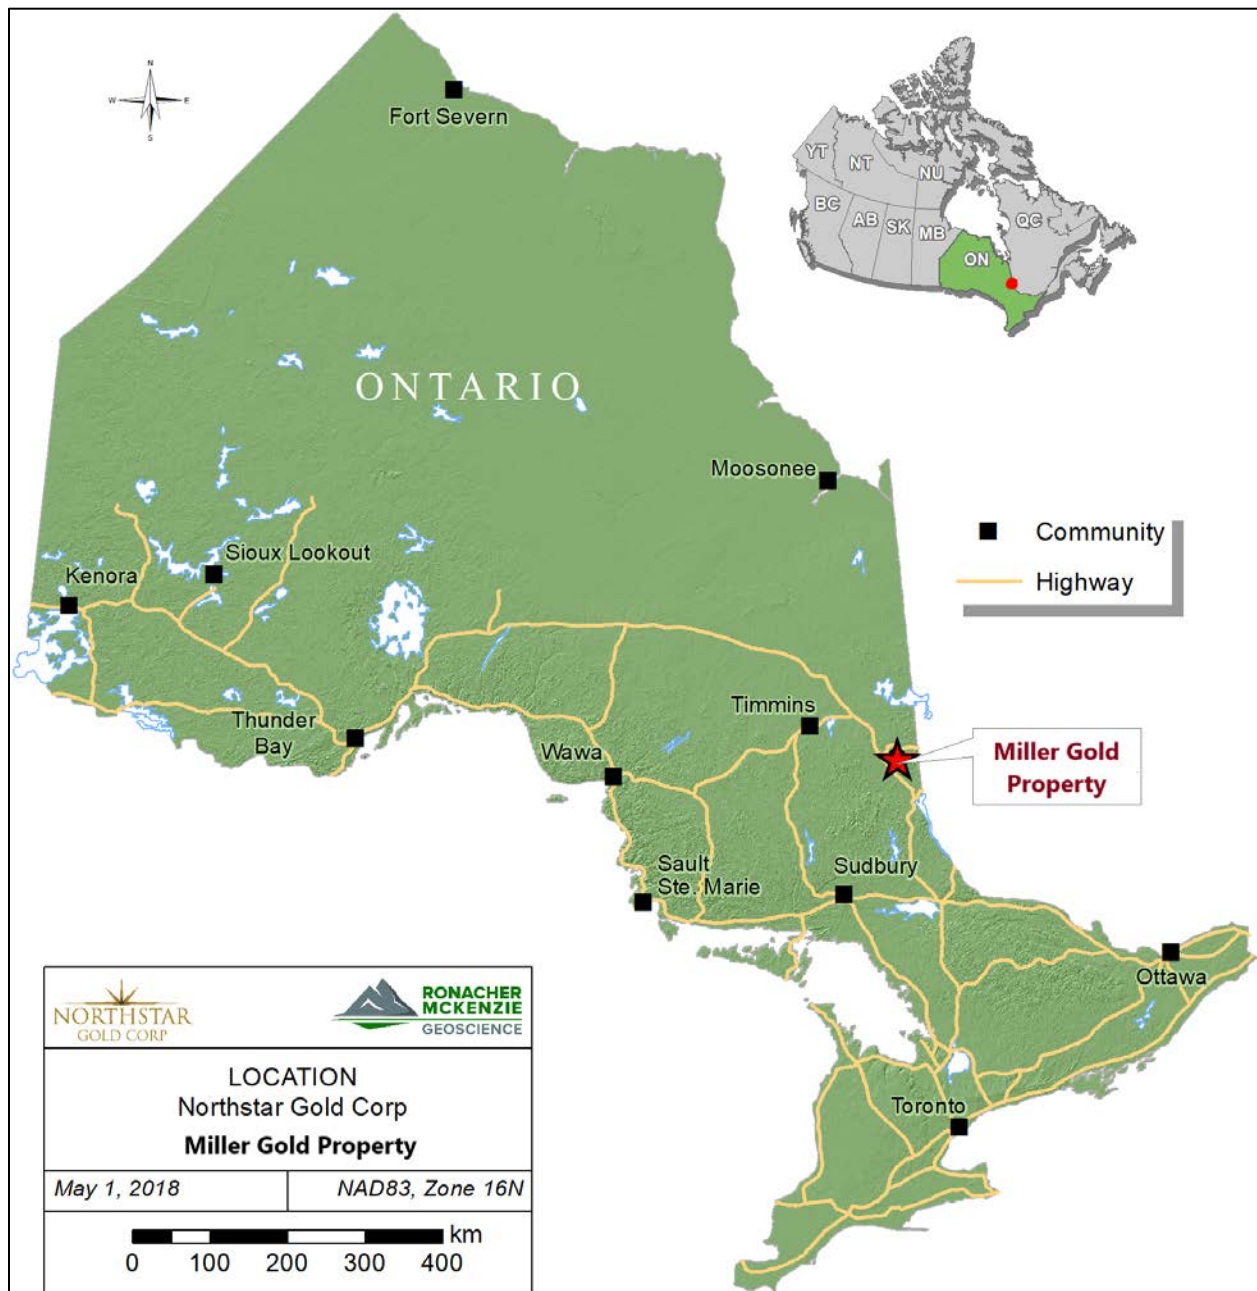 N
W E
S
Fort Severn
YT
NT
NU
BC
AB
SK
MB
QC
ON
ONTARIO
Moosonee
Community
Highway
Sioux Lookout
Kenora
Timmins
Thunder
Bay
Wawa
Miller Gold
Property
Sault
Ste. Marie
Sudbury
Ottawa
Toronto
NORTHSTAR
GOLD CORP
RONACHER
MCKENZIE
GEOSCIENCE
LOCATION
Northstar Gold Corp
Miller Gold Property
May 1, 2018
NAD83, Zone 16N
km
0 100 200 300 400